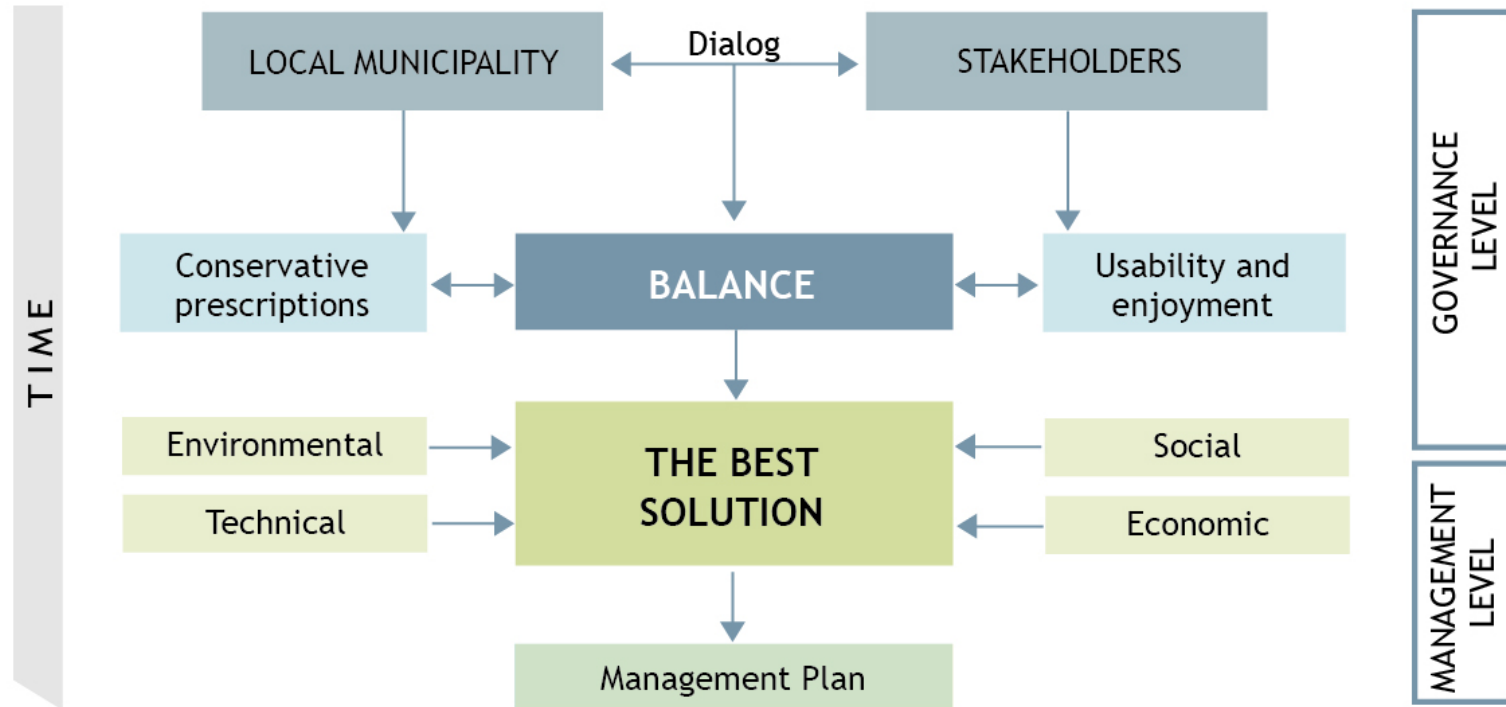 LOCAL MUNICIPALITY
Dialog
STAKEHOLDERS
Conservative
prescriptions
BALANCE
Usability and
enjoyment
Environmental
Technical
THE BEST
SOLUTION
Social
Economic
Management Plan
TIME
GOVERNANCE
LEVEL
MANAGEMENT
LEVEL